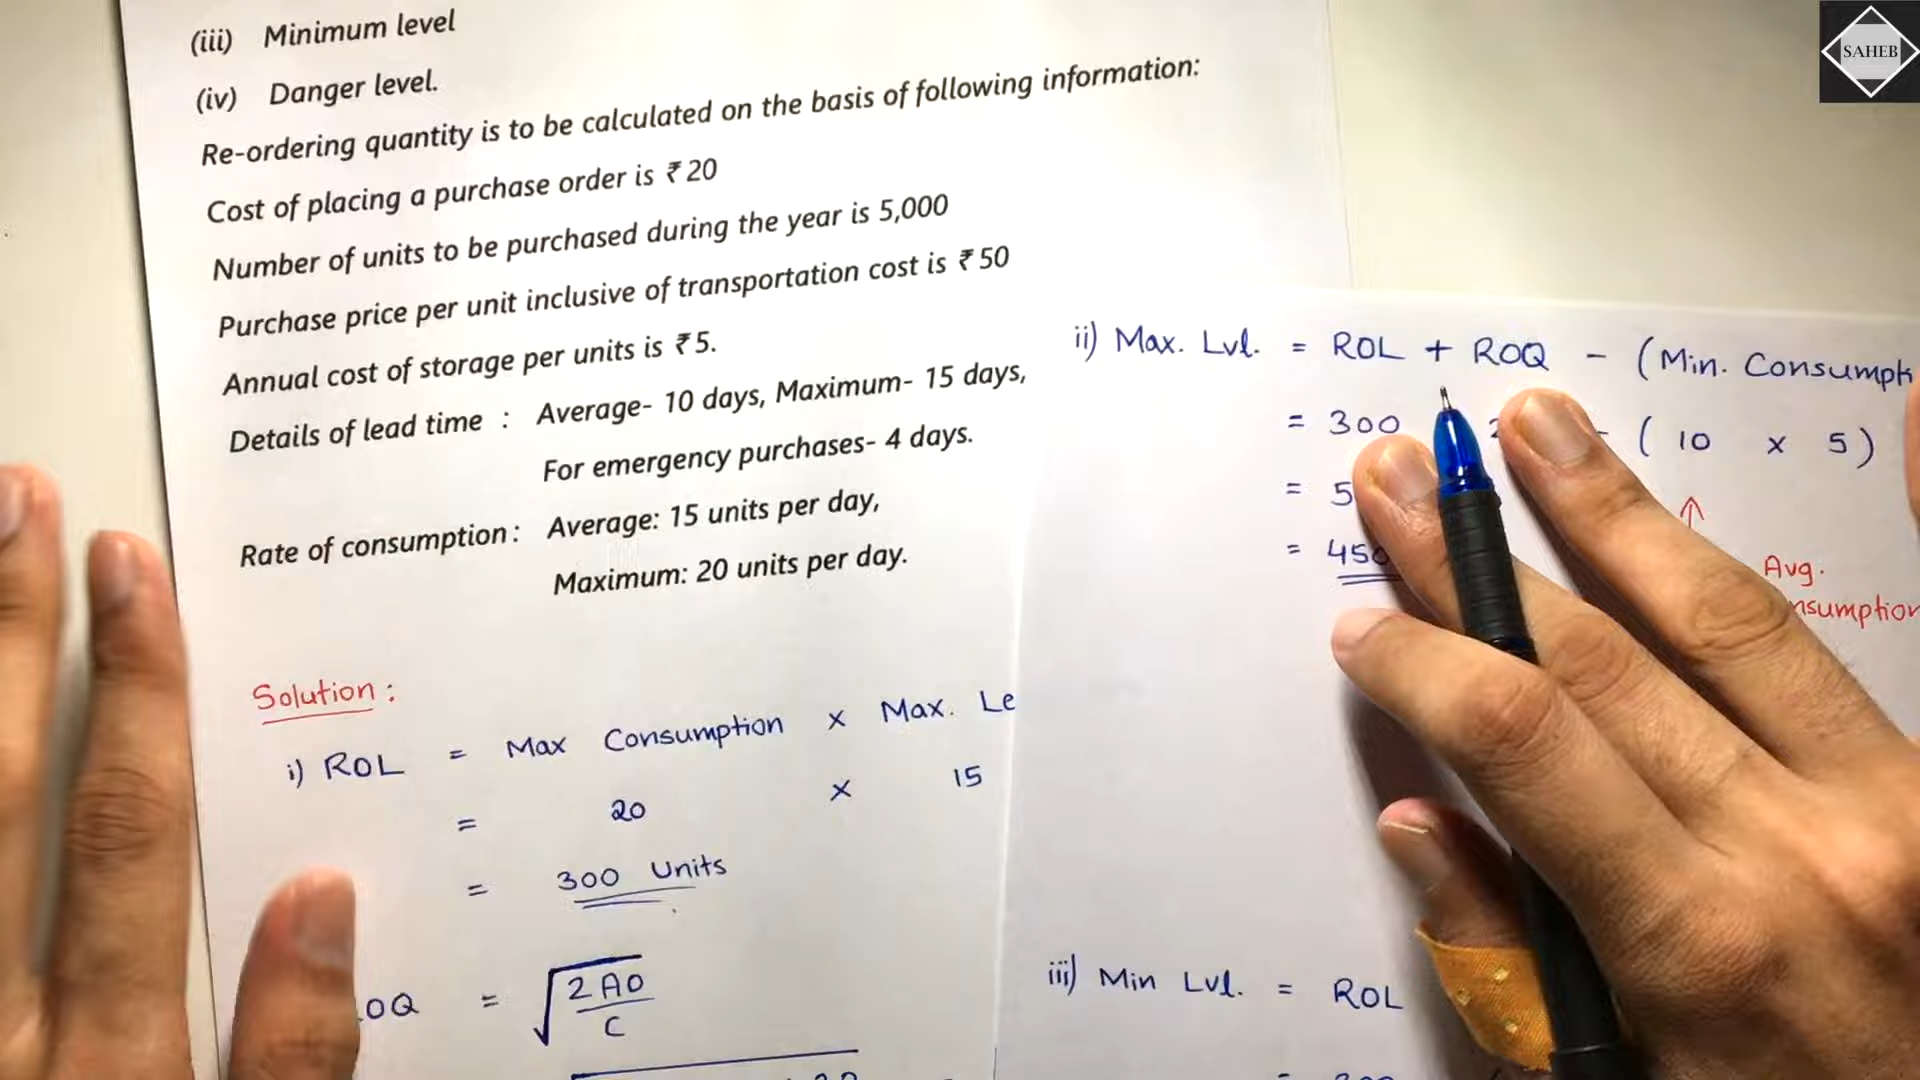 SAHEB
(iii) Minimum level
(iv) Danger level.
Re-ordering quantity is to be calculated on the basis of following information:
Cost of placing a purchase order is ₹ 20
Number of units to be purchased during the year is 5,000
Purchase price per unit inclusive of transportation cost is ₹ 50
Annual cost of storage per units is ₹ 5.
Details of lead time : Average- 10 days, Maximum- 15 days,
For emergency purchases- 4 days.
Rate of consumption : Average: 15 units per day,
Maximum: 20 units per day.
Solution :
i) ROL = Max Consumption x Max. Le
= 20 x 15
= 300 Units
OQ = √2AO
C
ii) Max. Lvl. = ROL + ROQ - (Min. Consumpt
= 300 - ( 10 x 5 )
= 5
= 450
Avg.
nsumption
iii) Min Lvl. = ROL